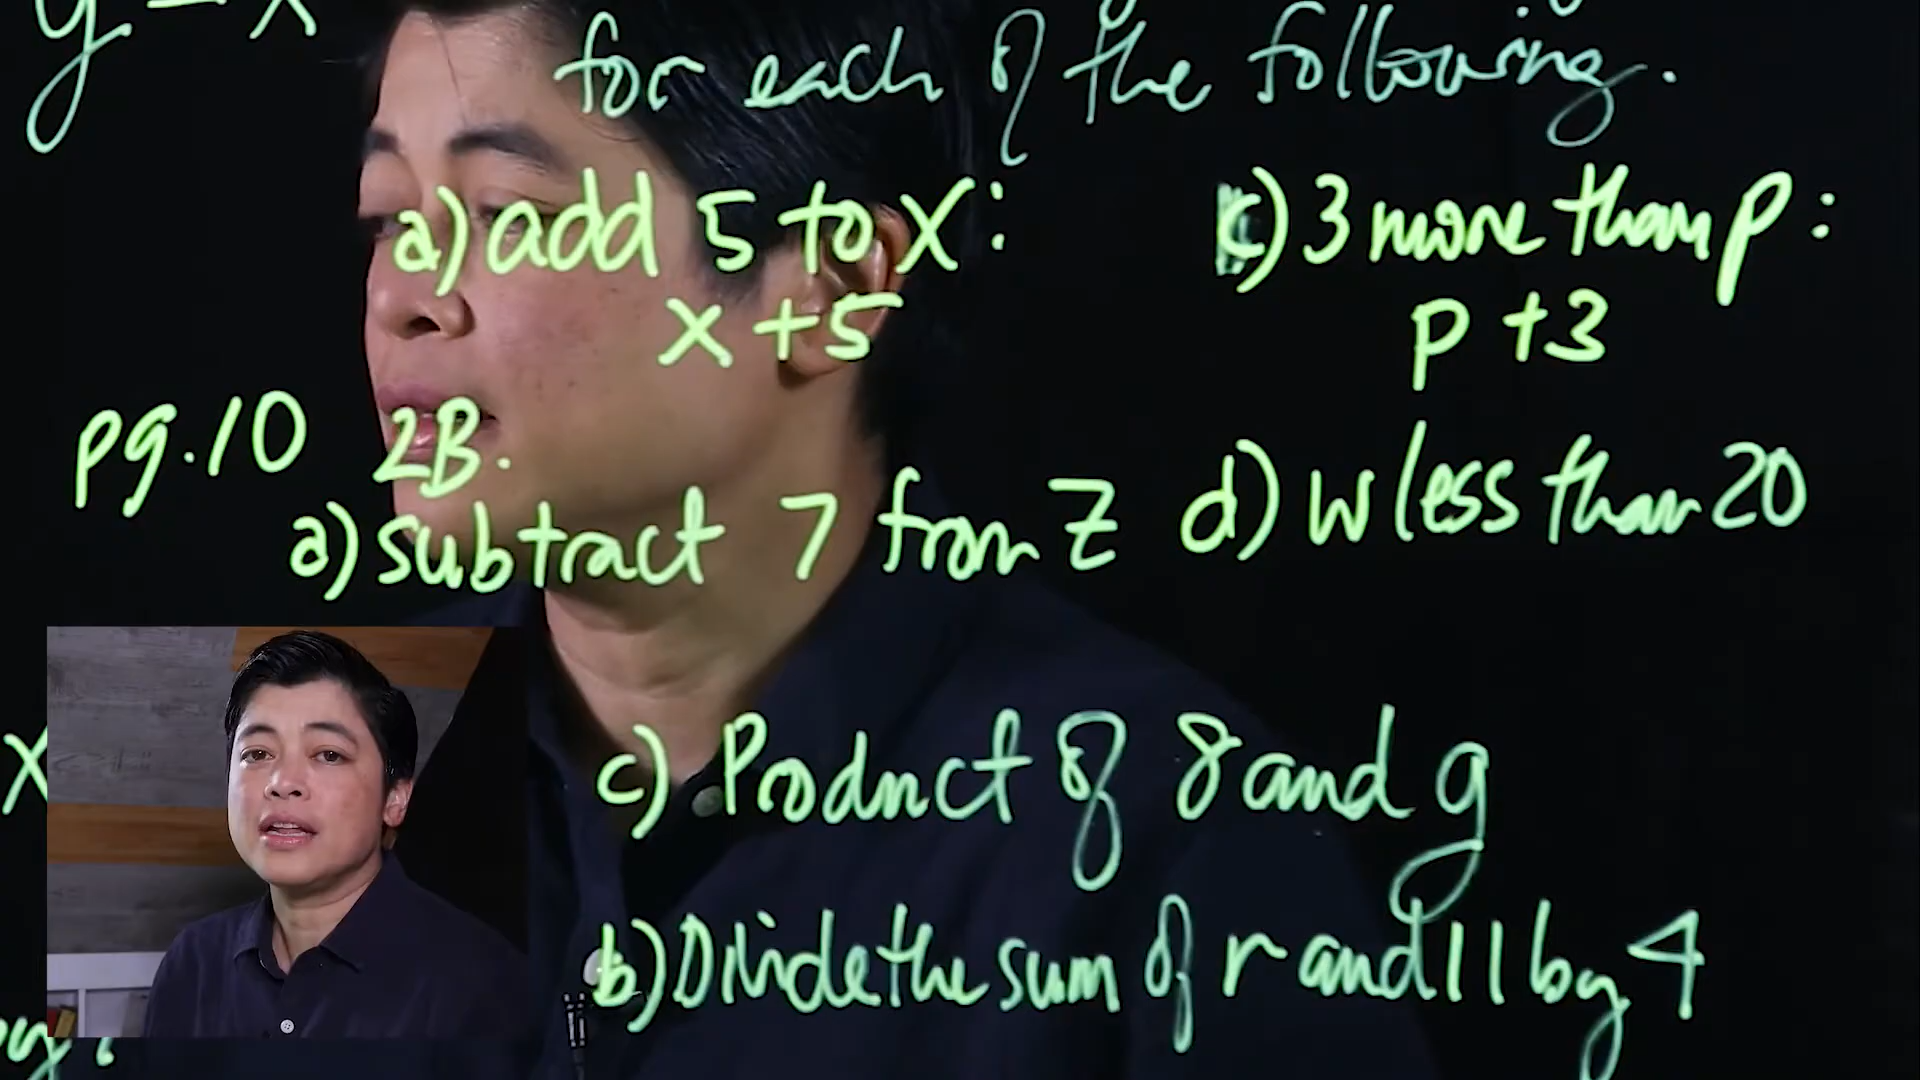 y = x
for each of the following.
a) add 5 to x:
x + 5
c) 3 more than p:
p + 3
pg. 10 2B.
a) subtract 7 from z
d) w less than 20
x
c) Product of 8 and g
b) Divide the sum of r and 11 by 4